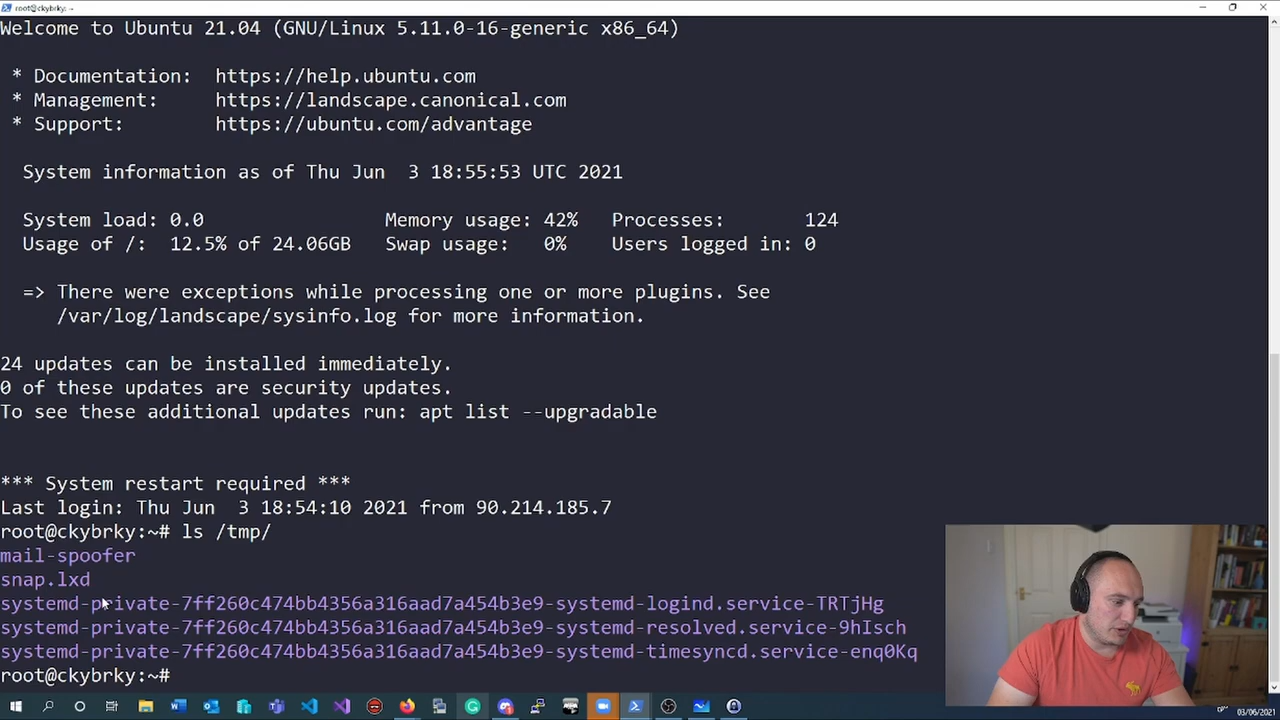 root@ckybrky: ~
Welcome to Ubuntu 21.04 (GNU/Linux 5.11.0-16-generic x86_64)
* Documentation: https://help.ubuntu.com
* Management: https://landscape.canonical.com
* Support: https://ubuntu.com/advantage
System information as of Thu Jun 3 18:55:53 UTC 2021
System load: 0.0 Memory usage: 42% Processes: 124
Usage of /: 12.5% of 24.06GB Swap usage: 0% Users logged in: 0
=> There were exceptions while processing one or more plugins. See
/var/log/landscape/sysinfo.log for more information.
24 updates can be installed immediately.
0 of these updates are security updates.
To see these additional updates run: apt list --upgradable
*** System restart required ***
Last login: Thu Jun 3 18:54:10 2021 from 90.214.185.7
root@ckybrky:~# ls /tmp/
mail-spoofer
snap.lxd
systemd-private-7ff260c474bb4356a316aad7a454b3e9-systemd-logind.service-TRTjHg
systemd-private-7ff260c474bb4356a316aad7a454b3e9-systemd-resolved.service-9hIsch
systemd-private-7ff260c474bb4356a316aad7a454b3e9-systemd-timesyncd.service-enq0Kq
root@ckybrky:~#
03/06/2021